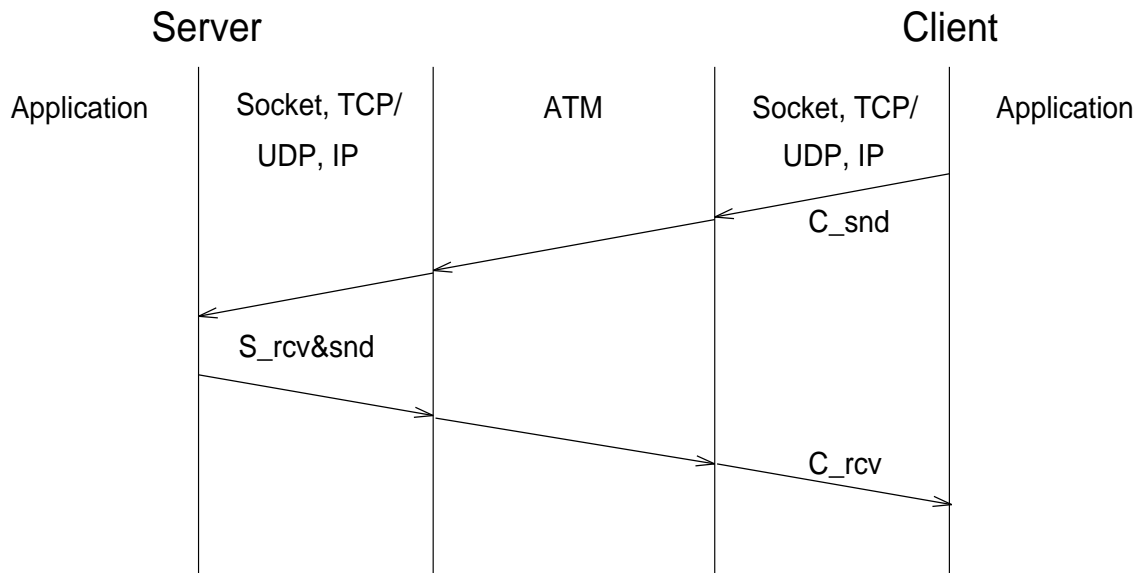 Server
Client
Application
Socket, TCP/
UDP, IP
ATM
Socket, TCP/
UDP, IP
Application
C_snd
S_rcv&snd
C_rcv